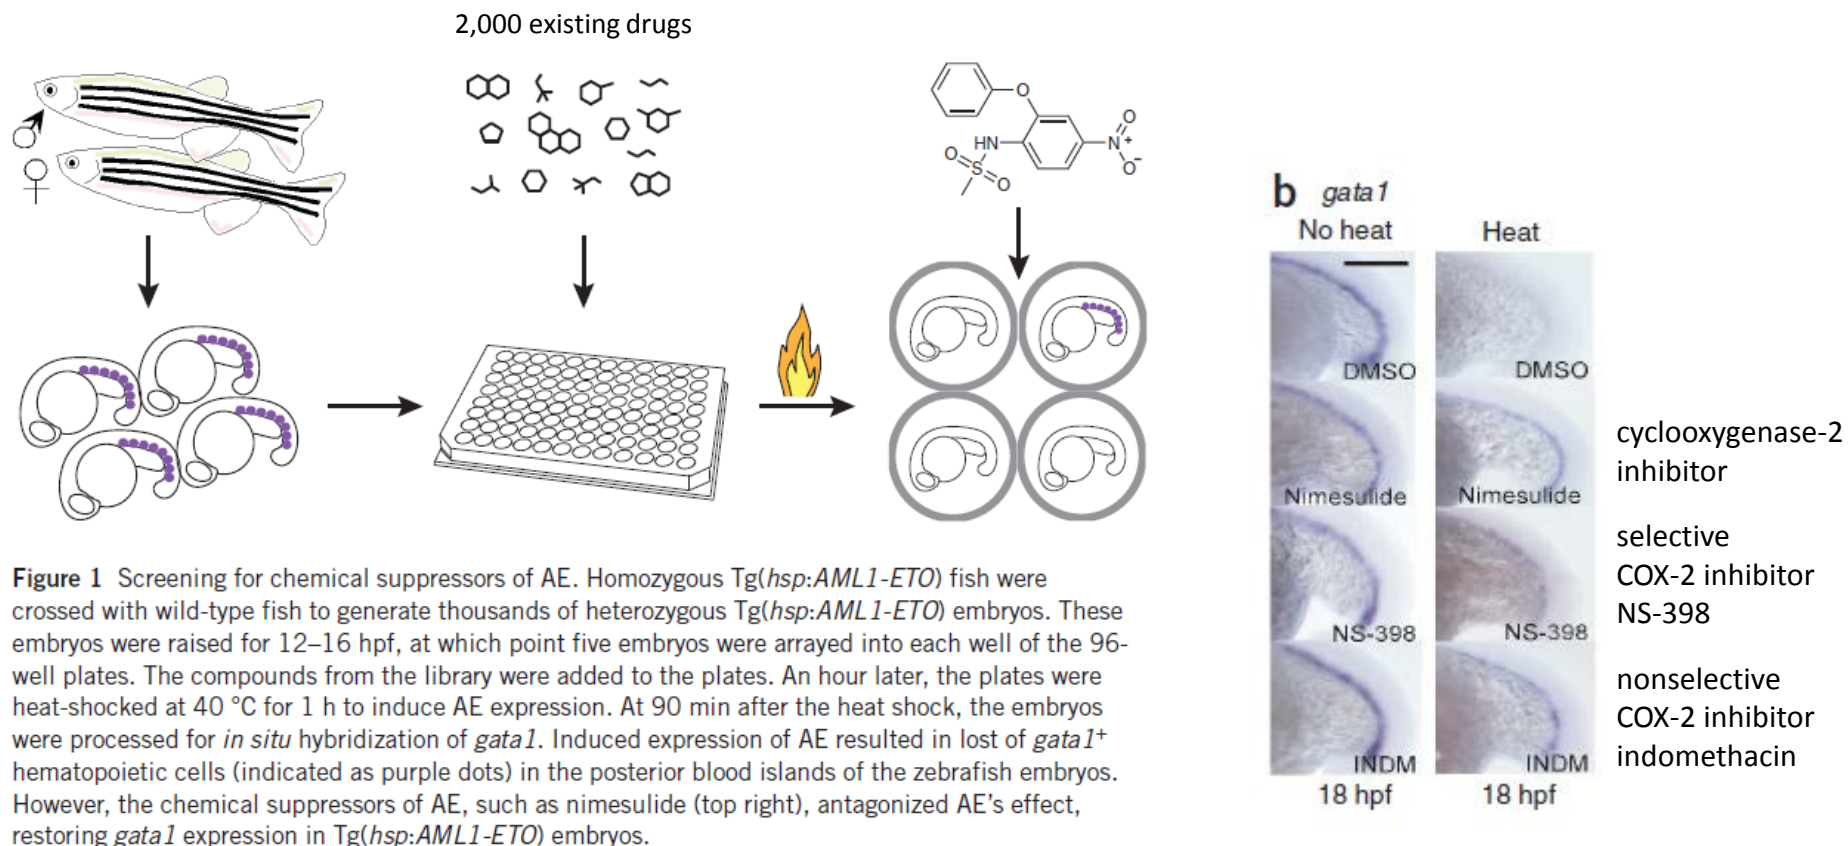 2,000 existing drugs
O
HN
O
S
O
N
+
O
O
-
Figure 1 Screening for chemical suppressors of AE. Homozygous Tg(hsp:AML1-ETO) fish were
crossed with wild-type fish to generate thousands of heterozygous Tg(hsp:AML1-ETO) embryos. These
embryos were raised for 12–16 hpf, at which point five embryos were arrayed into each well of the 96-
well plates. The compounds from the library were added to the plates. An hour later, the plates were
heat-shocked at 40 °C for 1 h to induce AE expression. At 90 min after the heat shock, the embryos
were processed for in situ hybridization of gata1. Induced expression of AE resulted in lost of gata1+
hematopoietic cells (indicated as purple dots) in the posterior blood islands of the zebrafish embryos.
However, the chemical suppressors of AE, such as nimesulide (top right), antagonized AE’s effect,
restoring gata1 expression in Tg(hsp:AML1-ETO) embryos.
b gata1
No heat Heat
DMSO DMSO
Nimesulide Nimesulide
NS-398 NS-398
INDM INDM
18 hpf 18 hpf
cyclooxygenase-2
inhibitor
selective
COX-2 inhibitor
NS-398
nonselective
COX-2 inhibitor
indomethacin